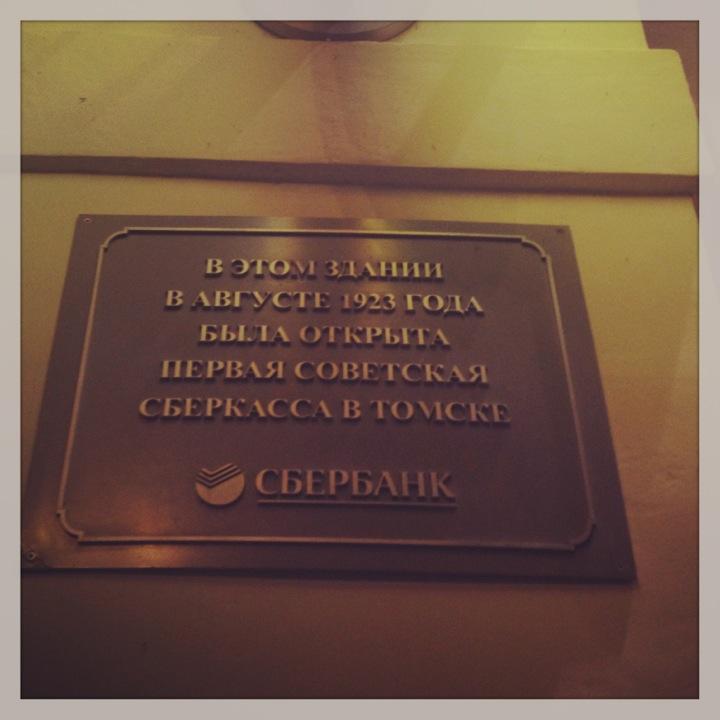 В ЭТОМ ЗДАНИИ
В АВГУСТЕ 1923 ГОДА
БЫЛА ОТКРЫТА
ПЕРВАЯ СОВЕТСКАЯ
СБЕРКАССА В ТОМСКЕ
СБЕРБАНК